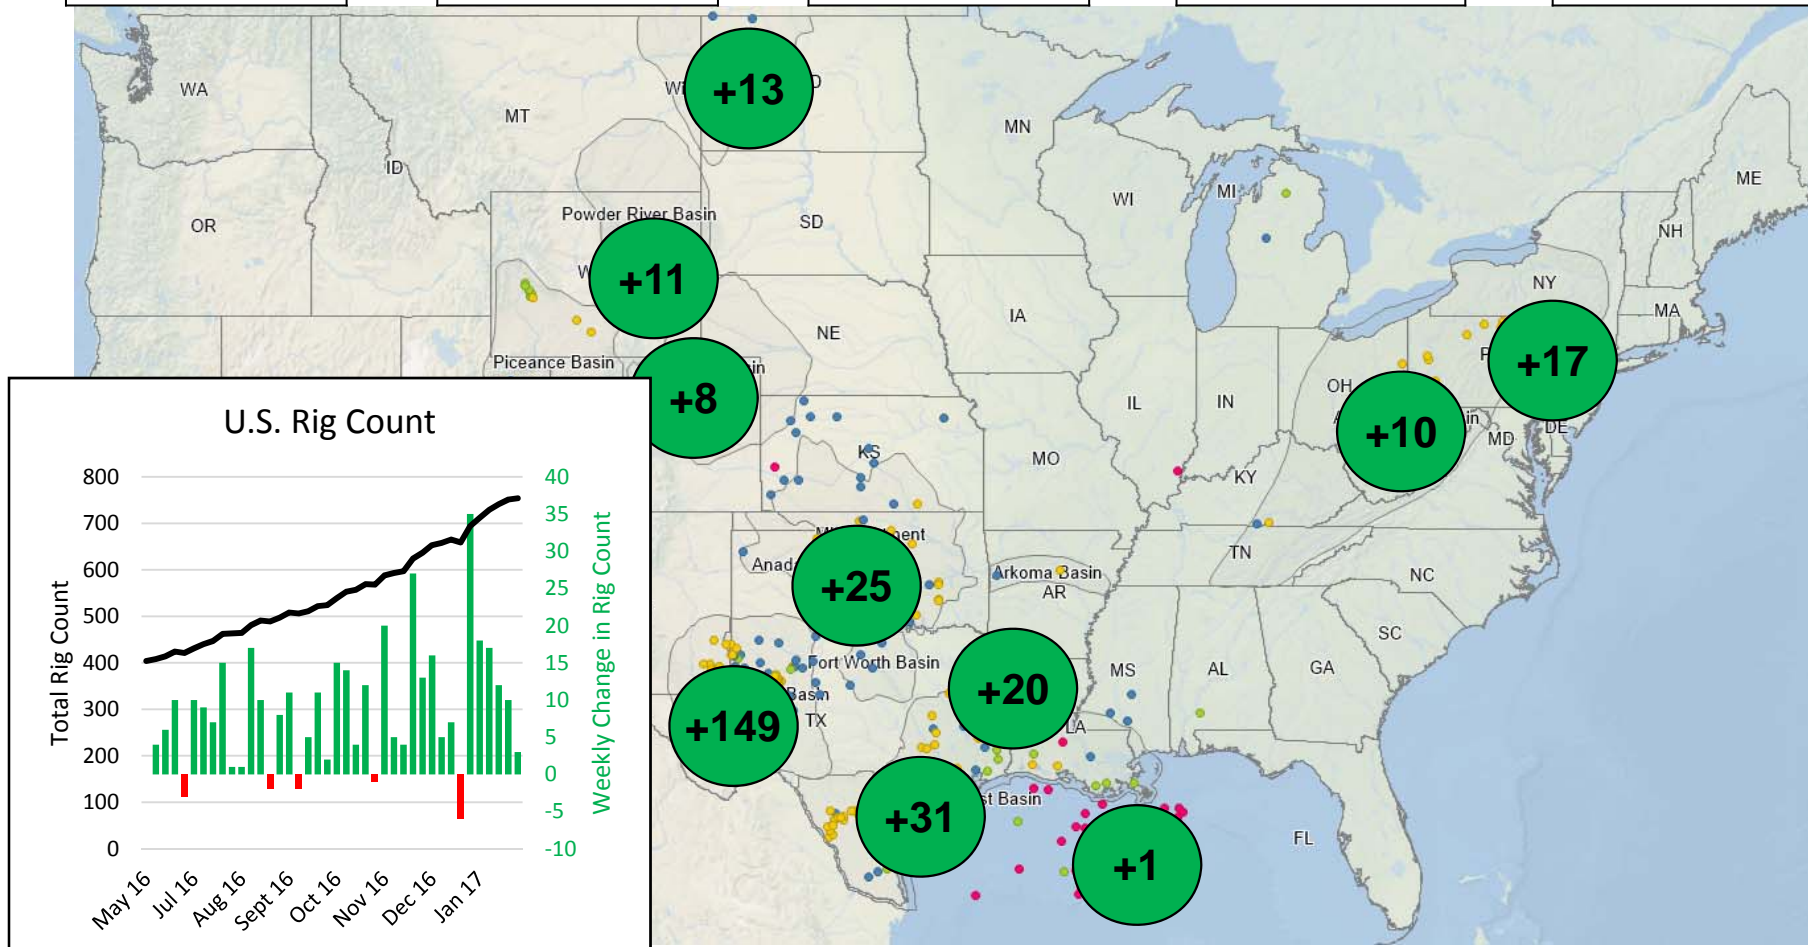 WA
MT
ID
OR
+13
MN
WI
MI
ME
NH
NY
MA
Powder River Basin
SD
+11
NE
IA
Piceance Basin
+8
+17
OH
+10
MD
DE
IL
IN
KS
MO
KY
TN
NC
SC
+25
Arkoma Basin
AR
Fort Worth Basin
Basin
TX
+149
+20
MS
AL
GA
LA
+31
+1
FL
U.S. Rig Count
Total Rig Count
800
700
600
500
400
300
200
100
0
Weekly Change in Rig Count
40
35
30
25
20
15
10
5
0
-5
-10
May 16
Jul 16
Aug 16
Sept 16
Oct 16
Nov 16
Dec 16
Jan 17